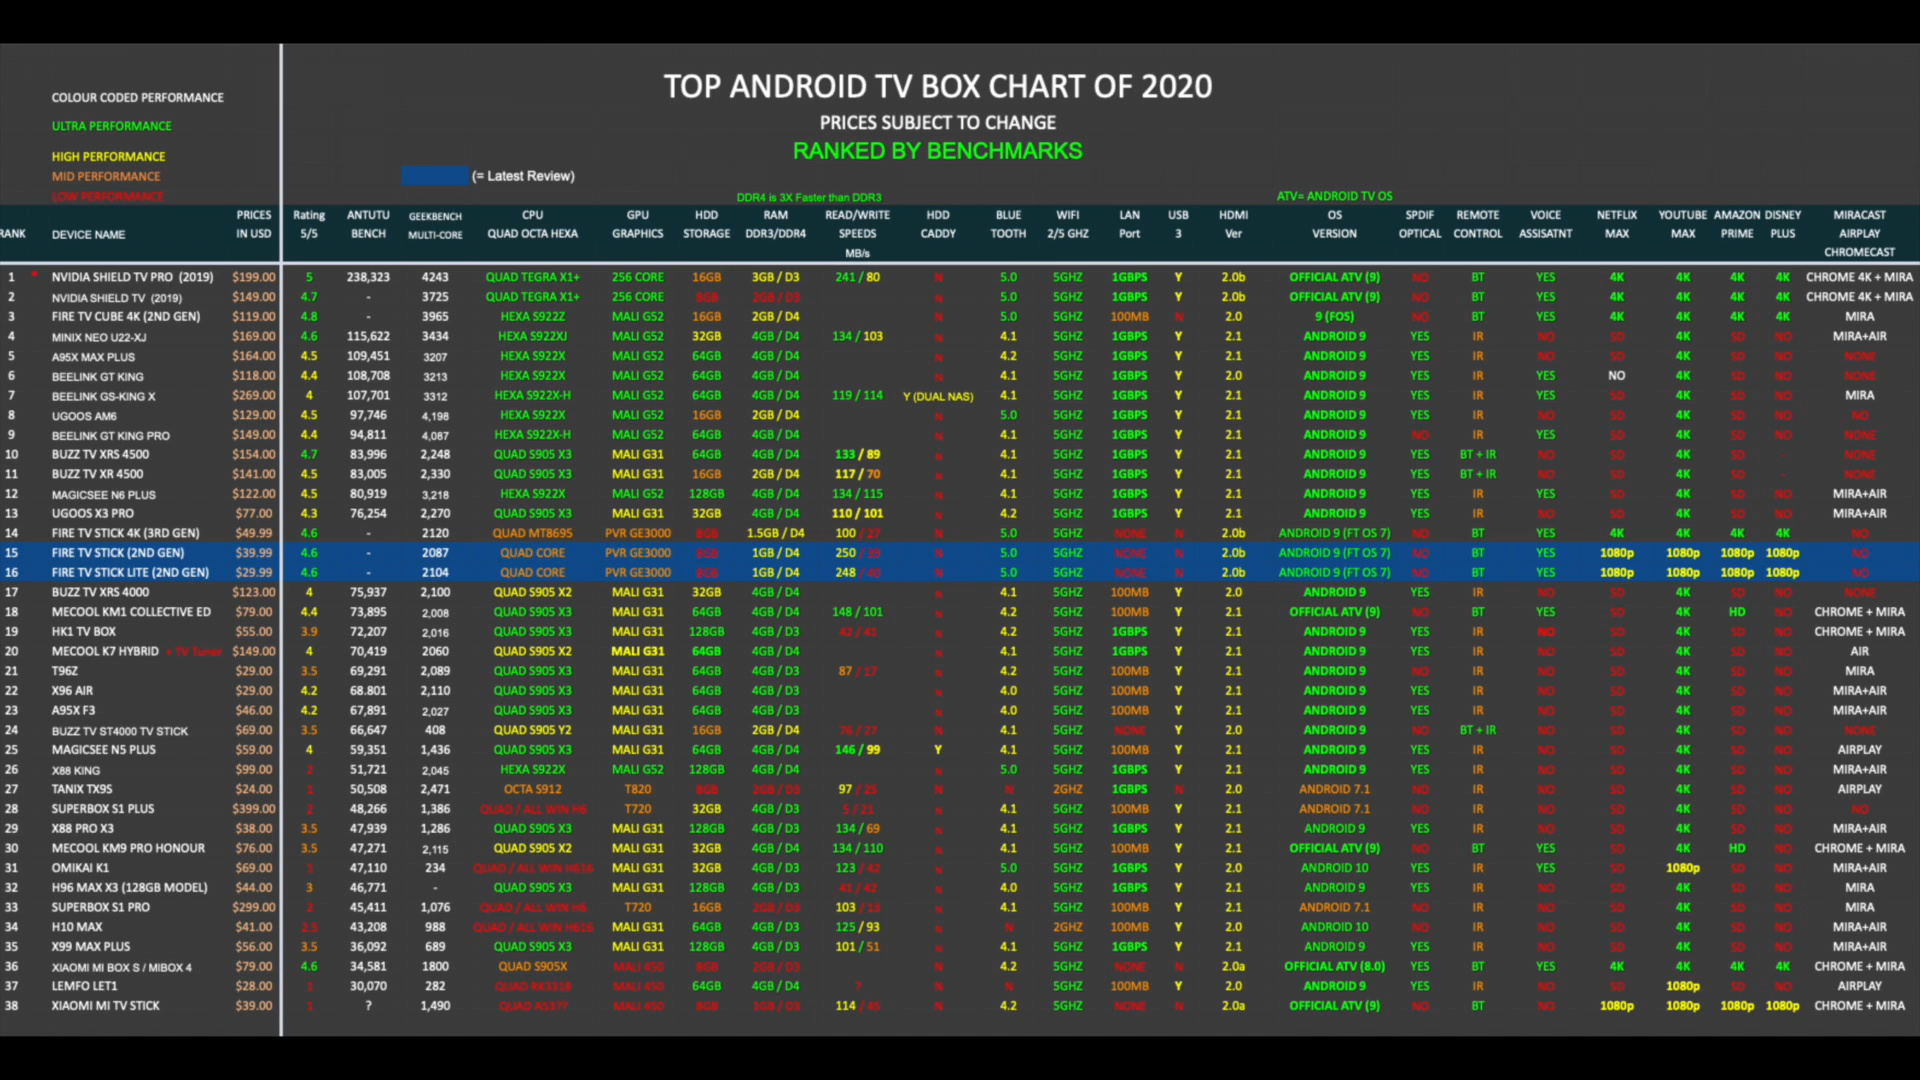 TOP ANDROID TV BOX CHART OF 2020
PRICES SUBJECT TO CHANGE
RANKED BY BENCHMARKS
COLOUR CODED PERFORMANCE
ULTRA PERFORMANCE
HIGH PERFORMANCE
MID PERFORMANCE
LOW PERFORMANCE
(= Latest Review)
DDR4 is 3X Faster than DDR3
ATV= ANDROID TV OS
RANK DEVICE NAME PRICES IN USD Rating 5/5 ANTUTU BENCH GEEKBENCH MULTI-CORE CPU QUAD OCTA HEXA GPU GRAPHICS HDD STORAGE RAM DDR3/DDR4 READ/WRITE SPEEDS MB/s HDD CADDY BLUE TOOTH WIFI 2/5 GHZ LAN Port USB 3 HDMI Ver OS VERSION SPDIF OPTICAL REMOTE CONTROL VOICE ASSISATNT NETFLIX MAX YOUTUBE MAX AMAZON PRIME DISNEY PLUS MIRACAST AIRPLAY CHROMECAST
1 * NVIDIA SHIELD TV PRO (2019) $199.00 5 238,323 4243 QUAD TEGRA X1+ 256 CORE 16GB 3GB / D3 241 / 80 N 5.0 5GHZ 1GBPS Y 2.0b OFFICIAL ATV (9) NO BT YES 4K 4K 4K 4K CHROME 4K + MIRA
2 NVIDIA SHIELD TV (2019) $149.00 4.7 - 3725 QUAD TEGRA X1+ 256 CORE 8GB 2GB / D3 N 5.0 5GHZ 1GBPS Y 2.0b OFFICIAL ATV (9) NO BT YES 4K 4K 4K 4K CHROME 4K + MIRA
3 FIRE TV CUBE 4K (2ND GEN) $119.00 4.8 - 3965 HEXA S922Z MALI G52 16GB 2GB / D4 N 5.0 5GHZ 100MB N 2.0 9 (FOS) NO BT YES 4K 4K 4K 4K MIRA
4 MINIX NEO U22-XJ $169.00 4.6 115,622 3434 HEXA S922XJ MALI G52 32GB 4GB / D4 134 / 103 N 4.1 5GHZ 1GBPS Y 2.1 ANDROID 9 YES IR YES SD 4K SD NO MIRA+AIR
5 A95X MAX PLUS $164.00 4.5 109,451 3207 HEXA S922X MALI G52 64GB 4GB / D4 N 4.2 5GHZ 1GBPS Y 2.1 ANDROID 9 YES IR NO SD 4K SD NO NONE
6 BEELINK GT KING $118.00 4.4 108,708 3213 HEXA S922X MALI G52 64GB 4GB / D4 N 4.1 5GHZ 1GBPS Y 2.0 ANDROID 9 YES IR YES NO 4K SD NO NONE
7 BEELINK GS-KING X $269.00 4 107,701 3312 HEXA S922X-H MALI G52 64GB 4GB / D4 119 / 114 Y (DUAL NAS) 4.1 5GHZ 1GBPS Y 2.1 ANDROID 9 YES IR YES SD 4K SD NO MIRA
8 UGOOS AM6 $129.00 4.5 97,746 4,198 HEXA S922X MALI G52 16GB 2GB / D4 N 5.0 5GHZ 1GBPS Y 2.1 ANDROID 9 YES IR NO SD 4K SD NO NO
9 BEELINK GT KING PRO $149.00 4.4 94,811 4,087 HEXA S922X-H MALI G52 64GB 4GB / D4 N 4.1 5GHZ 1GBPS Y 2.1 ANDROID 9 NO IR YES SD 4K SD NO NONE
10 BUZZ TV XRS 4500 $154.00 4.7 83,996 2,248 QUAD S905 X3 MALI G31 64GB 4GB / D4 133 / 89 N 4.1 5GHZ 1GBPS Y 2.1 ANDROID 9 YES BT + IR NO SD 4K SD - NONE
11 BUZZ TV XR 4500 $141.00 4.5 83,005 2,330 QUAD S905 X3 MALI G31 16GB 2GB / D4 117 / 70 N 4.1 5GHZ 1GBPS Y 2.1 ANDROID 9 YES BT + IR NO SD 4K SD - NONE
12 MAGICSEE N6 PLUS $122.00 4.5 80,919 3,218 HEXA S922X MALI G52 128GB 4GB / D4 134 / 115 N 4.1 5GHZ 1GBPS Y 2.1 ANDROID 9 YES IR YES SD 4K SD NO MIRA+AIR
13 UGOOS X3 PRO $77.00 4.3 76,254 2,270 QUAD S905 X3 MALI G31 32GB 4GB / D4 110 / 101 N 4.2 5GHZ 1GBPS Y 2.1 ANDROID 9 YES IR NO SD 4K SD NO MIRA+AIR
14 FIRE TV STICK 4K (3RD GEN) $49.99 4.6 - 2120 QUAD MT8695 PVR GE3000 8GB 1.5GB / D4 100 / 27 N 5.0 5GHZ NONE N 2.0b ANDROID 9 (FT OS 7) NO BT YES 4K 4K 4K 4K NO
15 FIRE TV STICK (2ND GEN) $39.99 4.6 - 2087 QUAD CORE PVR GE3000 8GB 1GB / D4 250 / 39 N 5.0 5GHZ NONE N 2.0b ANDROID 9 (FT OS 7) NO BT YES 1080p 1080p 1080p 1080p NO
16 FIRE TV STICK LITE (2ND GEN) $29.99 4.6 - 2104 QUAD CORE PVR GE3000 8GB 1GB / D4 248 / 40 N 5.0 5GHZ NONE N 2.0b ANDROID 9 (FT OS 7) NO BT YES 1080p 1080p 1080p 1080p NO
17 BUZZ TV XRS 4000 $123.00 4 75,937 2,100 QUAD S905 X2 MALI G31 32GB 4GB / D4 N 4.1 5GHZ 100MB Y 2.0 ANDROID 9 YES IR NO SD 4K SD NO NONE
18 MECOOL KM1 COLLECTIVE ED $79.00 4.4 73,895 2,008 QUAD S905 X3 MALI G31 64GB 4GB / D4 148 / 101 N 4.2 5GHZ 100MB Y 2.1 OFFICIAL ATV (9) NO BT YES SD 4K HD NO CHROME + MIRA
19 HK1 TV BOX $55.00 3.9 72,207 2,016 QUAD S905 X3 MALI G31 128GB 4GB / D3 42 / 41 N 4.2 5GHZ 1GBPS Y 2.1 ANDROID 9 YES IR NO SD 4K SD NO CHROME + MIRA
20 MECOOL K7 HYBRID + TV Tuner $149.00 4 70,419 2060 QUAD S905 X2 MALI G31 64GB 4GB / D4 N 4.1 5GHZ 1GBPS Y 2.1 ANDROID 9 YES IR NO SD 4K SD NO AIR
21 T96Z $29.00 3.5 69,291 2,089 QUAD S905 X3 MALI G31 64GB 4GB / D3 87 / 17 N 4.2 5GHZ 100MB Y 2.1 ANDROID 9 NO IR NO SD 4K SD NO MIRA
22 X96 AIR $29.00 4.2 68.801 2,110 QUAD S905 X3 MALI G31 64GB 4GB / D3 N 4.0 5GHZ 100MB Y 2.1 ANDROID 9 YES IR NO SD 4K SD NO MIRA+AIR
23 A95X F3 $46.00 4.2 67,891 2,027 QUAD S905 X3 MALI G31 64GB 4GB / D3 N 4.0 5GHZ 100MB Y 2.1 ANDROID 9 YES IR NO SD 4K SD NO MIRA+AIR
24 BUZZ TV ST4000 TV STICK $69.00 3.5 66,647 408 QUAD S905 Y2 MALI G31 16GB 2GB / D4 76 / 27 N 4.1 5GHZ NONE Y 2.0 ANDROID 9 NO BT + IR NO SD 4K SD NO NONE
25 MAGICSEE N5 PLUS $59.00 4 59,351 1,436 QUAD S905 X3 MALI G31 64GB 4GB / D4 146 / 99 Y 4.1 5GHZ 100MB Y 2.1 ANDROID 9 YES IR NO SD 4K SD NO AIRPLAY
26 X88 KING $99.00 2 51,721 2,045 HEXA S922X MALI G52 128GB 4GB / D4 N 5.0 5GHZ 1GBPS Y 2.1 ANDROID 9 YES IR NO SD 4K SD NO MIRA+AIR
27 TANIX TX9S $24.00 1 50,508 2,471 OCTA S912 T820 8GB 2GB / D3 97 / 25 N N 2GHZ 1GBPS N 2.0 ANDROID 7.1 NO IR NO SD 4K SD NO AIRPLAY
28 SUPERBOX S1 PLUS $399.00 2 48,266 1,386 QUAD / ALL WIN H6 T720 32GB 4GB / D3 5 / 21 N 4.1 5GHZ 100MB Y 2.1 ANDROID 7.1 NO IR NO SD 4K SD NO NO
29 X88 PRO X3 $38.00 3.5 47,939 1,286 QUAD S905 X3 MALI G31 128GB 4GB / D3 134 / 69 N 4.1 5GHZ 1GBPS Y 2.1 ANDROID 9 YES IR NO SD 4K SD NO MIRA+AIR
30 MECOOL KM9 PRO HONOUR $76.00 3.5 47,271 2,115 QUAD S905 X2 MALI G31 32GB 4GB / D4 134 / 110 N 4.1 5GHZ 100MB Y 2.1 OFFICIAL ATV (9) NO BT YES SD 4K HD NO CHROME + MIRA
31 OMIKAI K1 $69.00 1 47,110 234 QUAD / ALL WIN H616 MALI G31 32GB 4GB / D3 123 / 42 N 5.0 5GHZ 1GBPS Y 2.0 ANDROID 10 YES IR NO SD 1080p SD NO MIRA+AIR
32 H96 MAX X3 (128GB MODEL) $44.00 3 46,771 - QUAD S905 X3 MALI G31 128GB 4GB / D3 41 / 42 N 4.0 5GHZ 1GBPS Y 2.1 ANDROID 9 YES IR NO SD 4K SD NO MIRA
33 SUPERBOX S1 PRO $299.00 2 45,411 1,076 QUAD / ALL WIN H6 T720 16GB 2GB / D3 103 / 13 N 4.1 5GHZ 100MB Y 2.1 ANDROID 7.1 NO IR NO SD 4K SD NO MIRA
34 H10 MAX $41.00 2.5 43,208 988 QUAD / ALL WIN H616 MALI G31 64GB 4GB / D3 125 / 93 N N 2GHZ 100MB Y 2.0 ANDROID 10 NO IR NO SD 4K SD NO MIRA+AIR
35 X99 MAX PLUS $56.00 3.5 36,092 689 QUAD S905 X3 MALI G31 128GB 4GB / D3 101 / 51 N 4.1 5GHZ 1GBPS Y 2.1 ANDROID 9 YES IR NO SD 4K SD NO MIRA+AIR
36 XIAOMI MI BOX S / MIBOX 4 $79.00 4.6 34,581 1800 QUAD S905X MALI 450 8GB 2GB / D3 N 4.2 5GHZ NONE N 2.0a OFFICIAL ATV (8.0) YES BT YES 4K 4K 4K 4K CHROME + MIRA
37 LEMFO LET1 $28.00 1 30,070 282 QUAD RK3318 MALI 450 64GB 4GB / D4 ? N N 5GHZ 100MB Y 2.0 ANDROID 9 YES IR NO SD 1080p SD NO AIRPLAY
38 XIAOMI MI TV STICK $39.00 1 ? 1,490 QUAD A53?? MALI 450 8GB 1GB / D3 114 / 45 N 4.2 5GHZ NONE N 2.0a OFFICIAL ATV (9) NO BT YES 1080p 1080p 1080p 1080p CHROME + MIRA